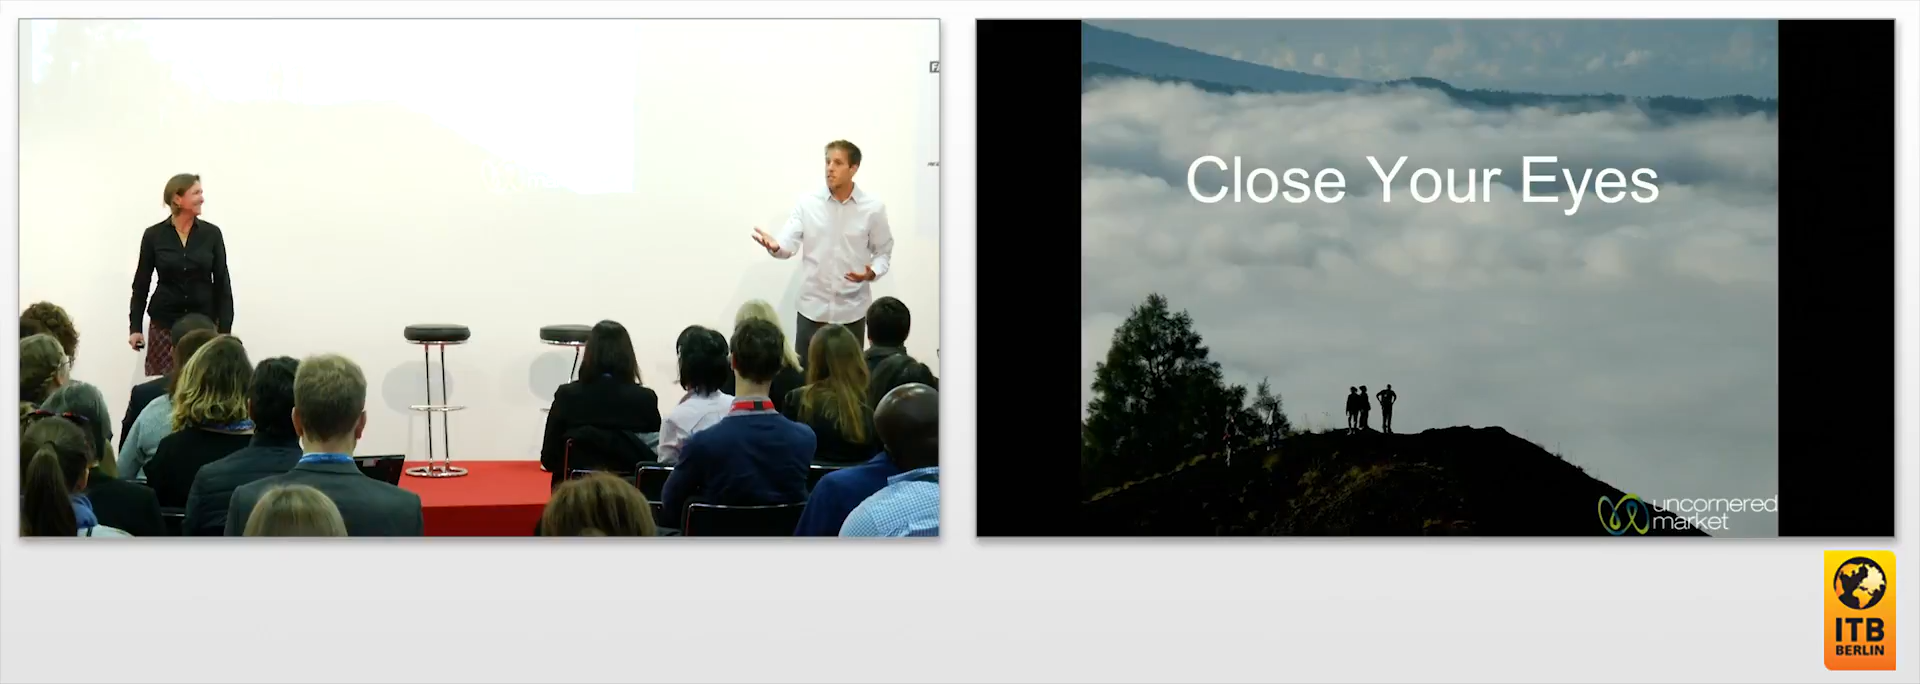 Close Your Eyes
uncornered
market
ITB
BERLIN